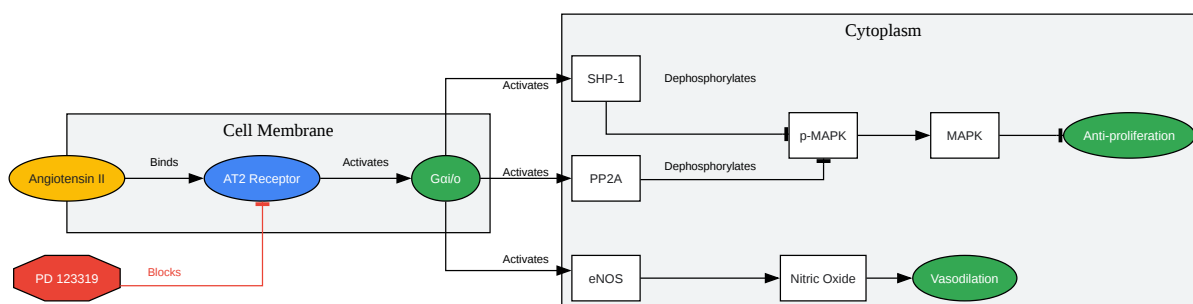 Cytoplasm
SHP-1
Dephosphorylates
Activates
Cell Membrane
p-MAPK
MAPK
Anti-proliferation
Angiotensin II
Binds
AT2 Receptor
Activates
Gαi/o
Activates
PP2A
Dephosphorylates
PD 123319
Blocks
Activates
eNOS
Nitric Oxide
Vasodilation